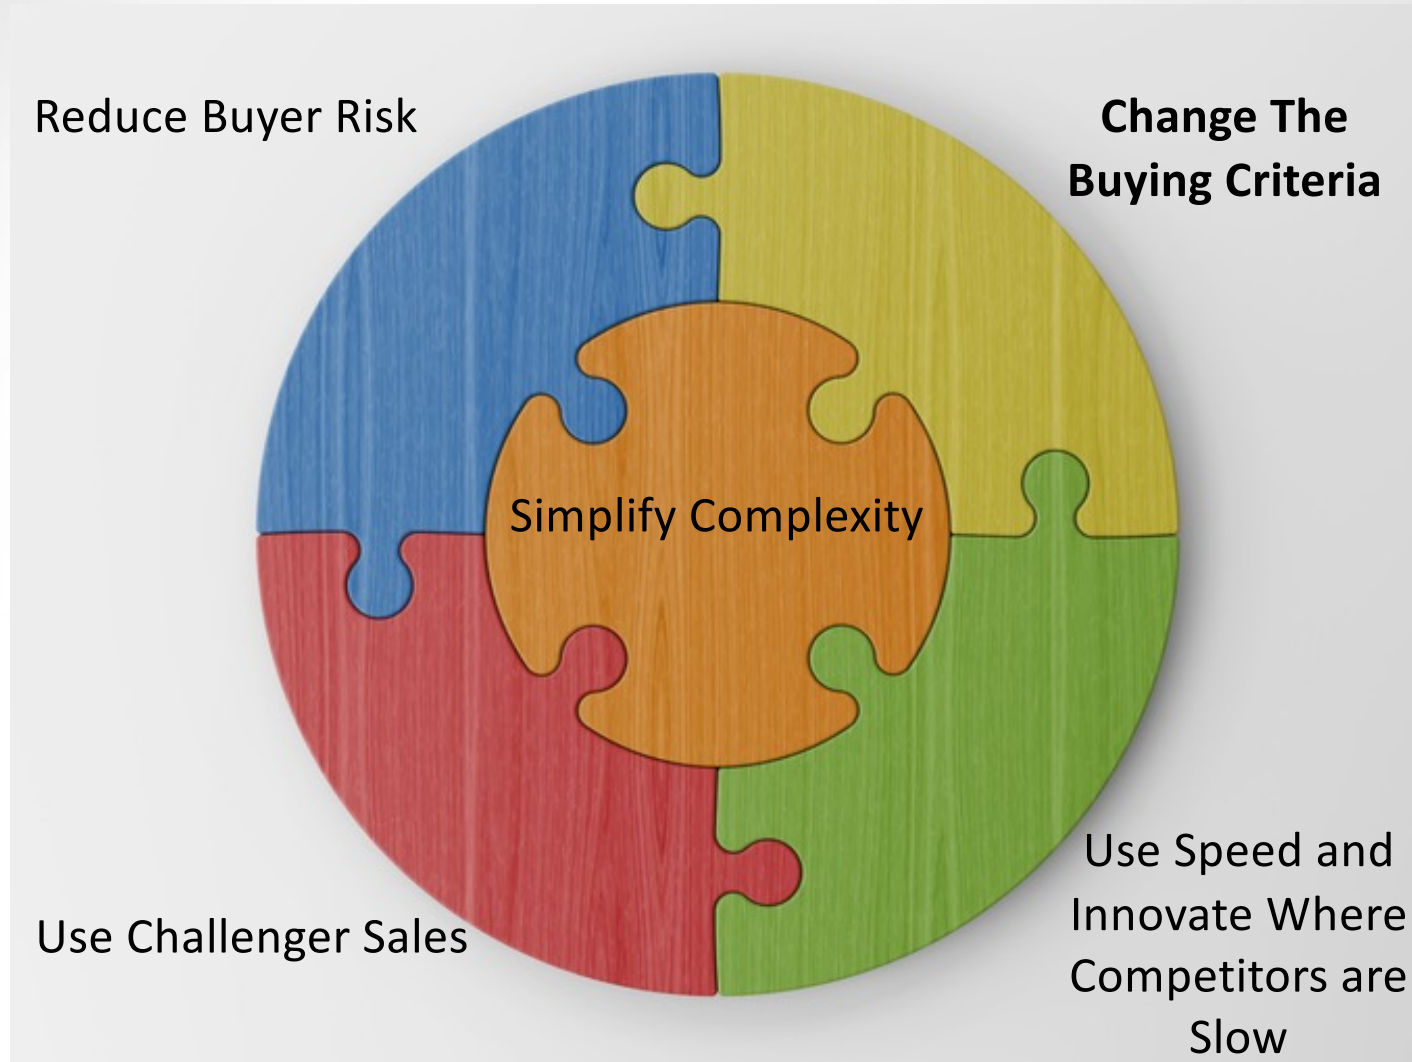 Reduce Buyer Risk
Change The
Buying Criteria
Simplify Complexity
Use Challenger Sales
Use Speed and
Innovate Where
Competitors are
Slow